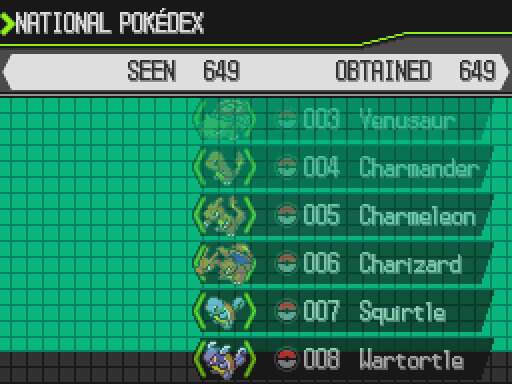 NATIONAL POKÉDEX
SEEN 649 OBTAINED 649
003 Venusaur
004 Charmander
005 Charmeleon
006 Charizard
007 Squirtle
008 Wartortle